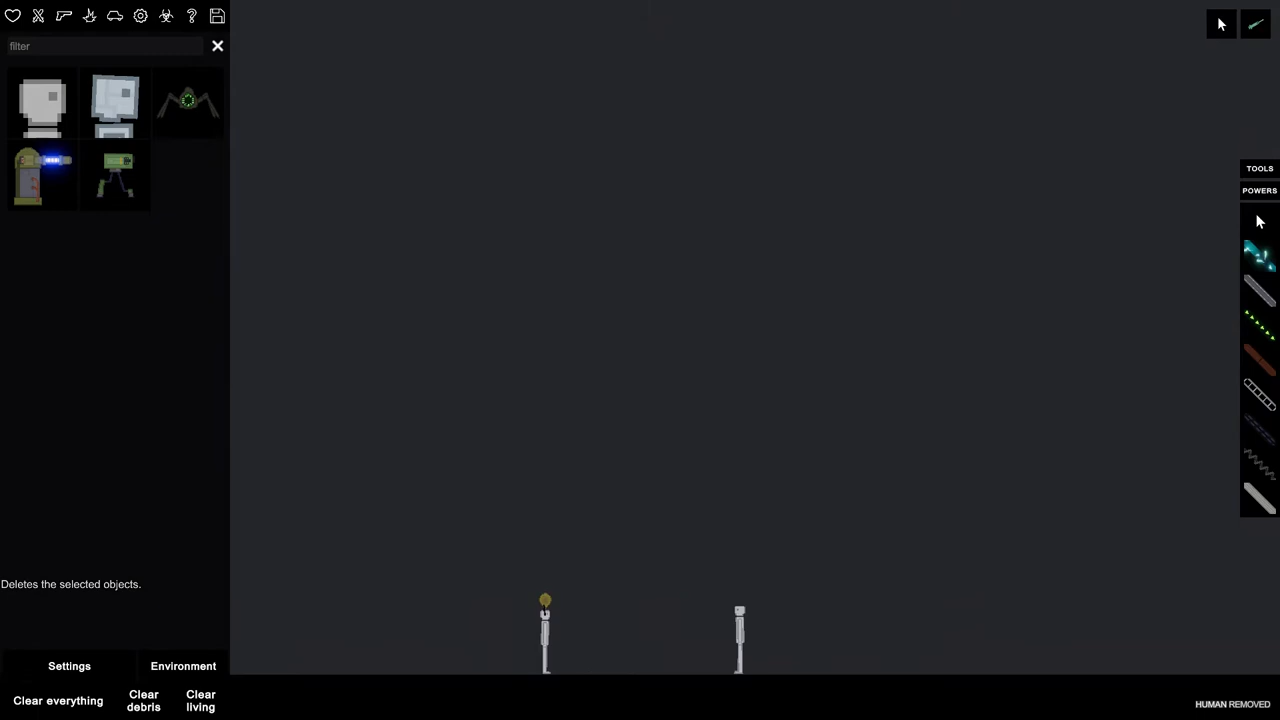 filter
TOOLS
POWERS
Deletes the selected objects.
Settings
Environment
Clear everything
Clear
debris
Clear
living
HUMAN REMOVED